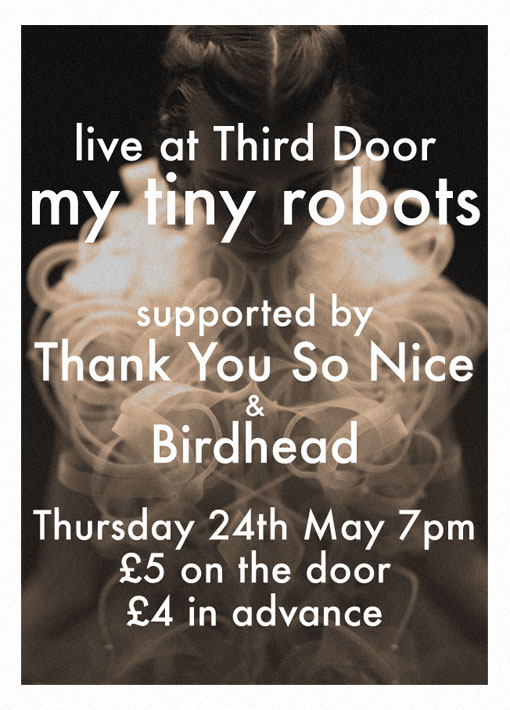 live at Third Door
my tiny robots
supported by
Thank You So Nice
&
Birdhead
Thursday 24th May 7pm
£5 on the door
£4 in advance